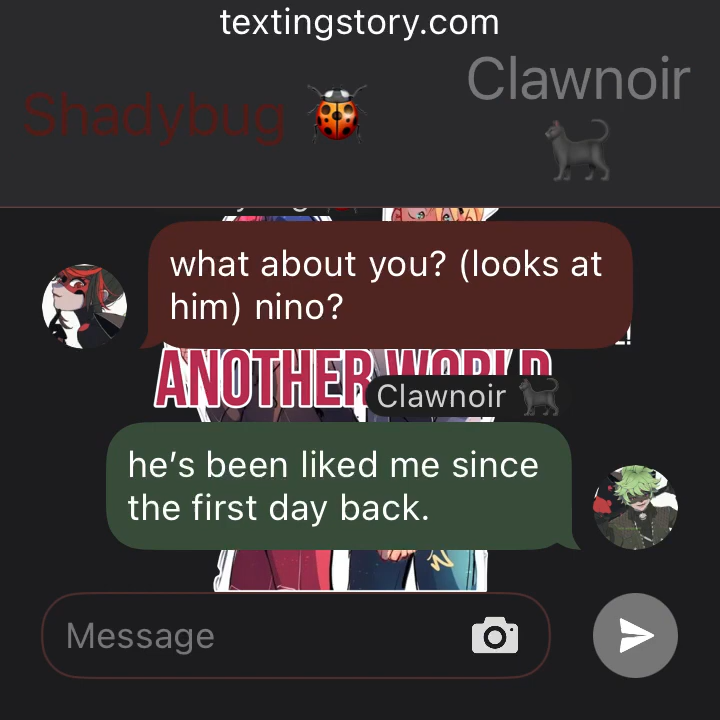 textingstory.com
Shadybug 🐞
Clawnoir
🐈‍⬛
what about you? (looks at
him) nino?
ANOTHER WORLD
Clawnoir 🐈‍⬛
he’s been liked me since
the first day back.
Message